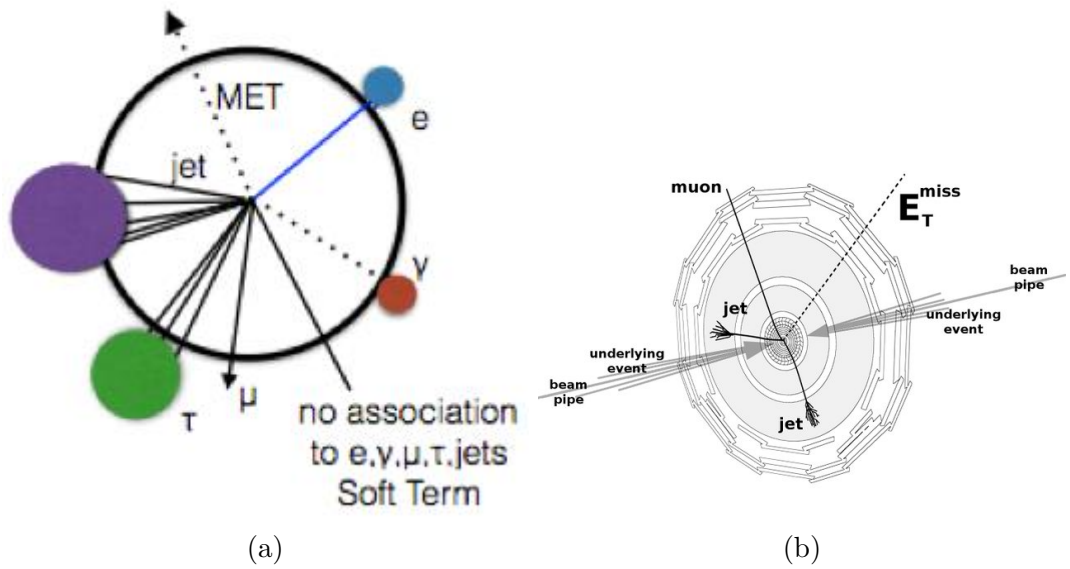 MET
e
jet
γ
τ
μ
no association
to e,γ,μ,τ,jets
Soft Term
(a)
muon
E_T^miss
beam
pipe
jet
underlying
event
underlying
event
beam
pipe
jet
(b)